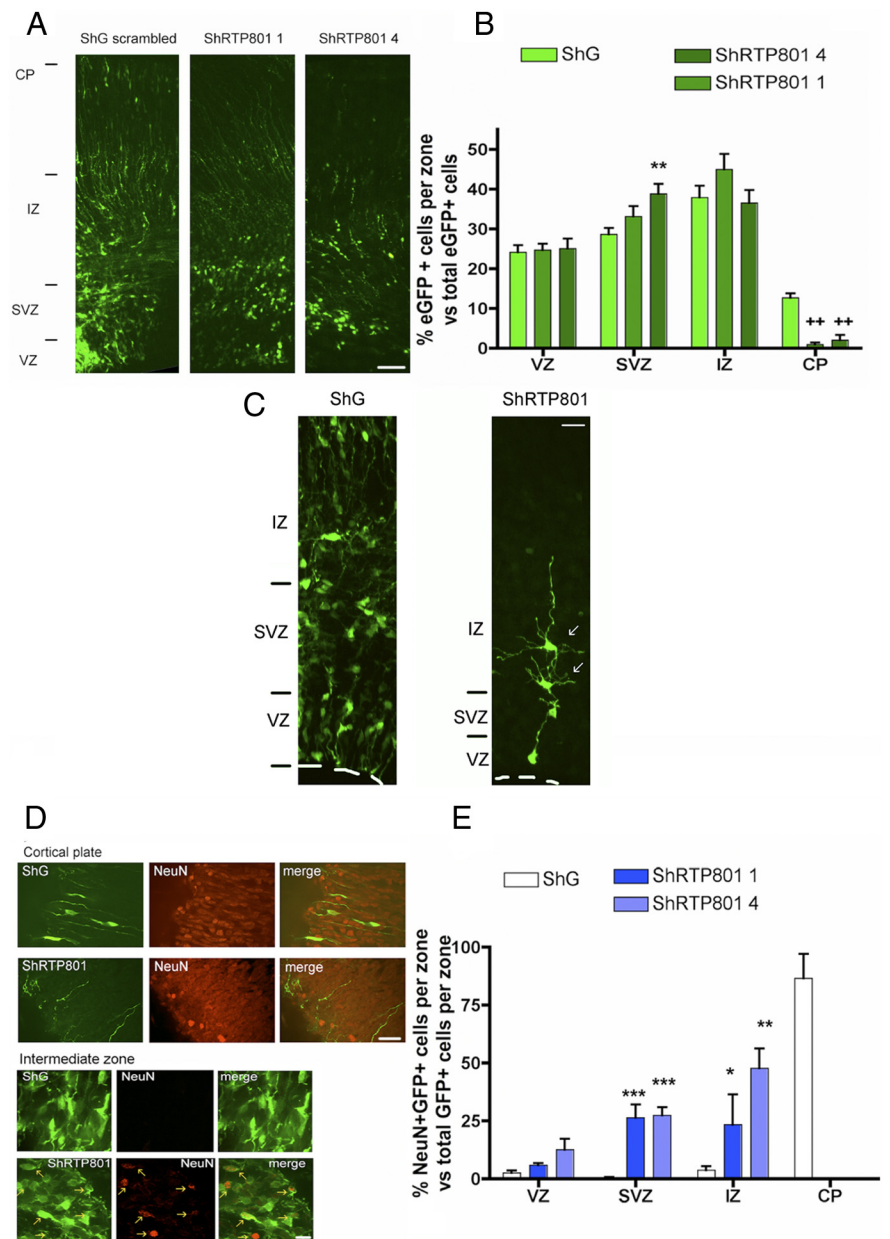 A
ShG scrambled
ShRTP801 1
ShRTP801 4
CP
IZ
SVZ
VZ
B
ShG
ShRTP801 4
ShRTP801 1
% eGFP + cells per zone
vs total eGFP+ cells
50
40
30
20
10
0
**
++
++
VZ
SVZ
IZ
CP
C
ShG
ShRTP801
IZ
SVZ
VZ
IZ
SVZ
VZ
D
Cortical plate
ShG
NeuN
merge
ShRTP801
NeuN
merge
Intermediate zone
ShG
NeuN
merge
ShRTP801
NeuN
merge
E
ShG
ShRTP801 1
ShRTP801 4
% NeuN+GFP+ cells per zone
vs total GFP+ cells per zone
100
75
50
25
0
***
***
*
**
VZ
SVZ
IZ
CP